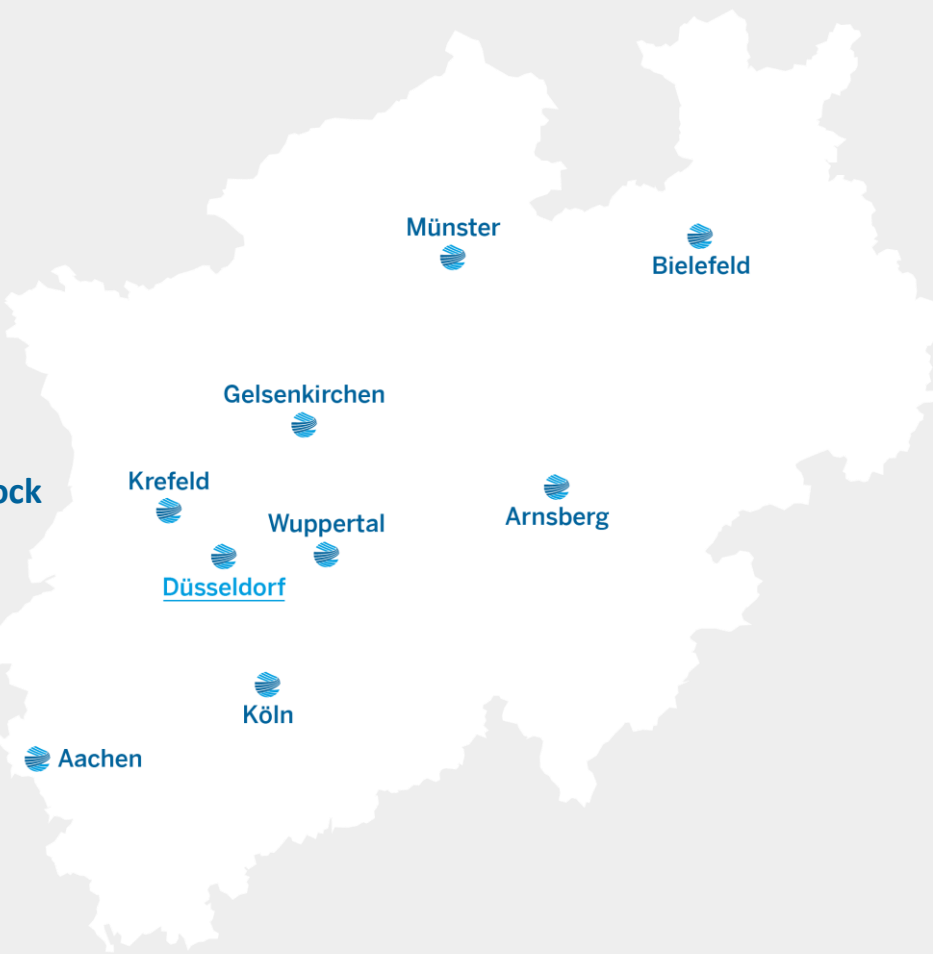 Münster
Bielefeld
Gelsenkirchen
Krefeld
ock
Arnsberg
Wuppertal
Düsseldorf
Köln
Aachen